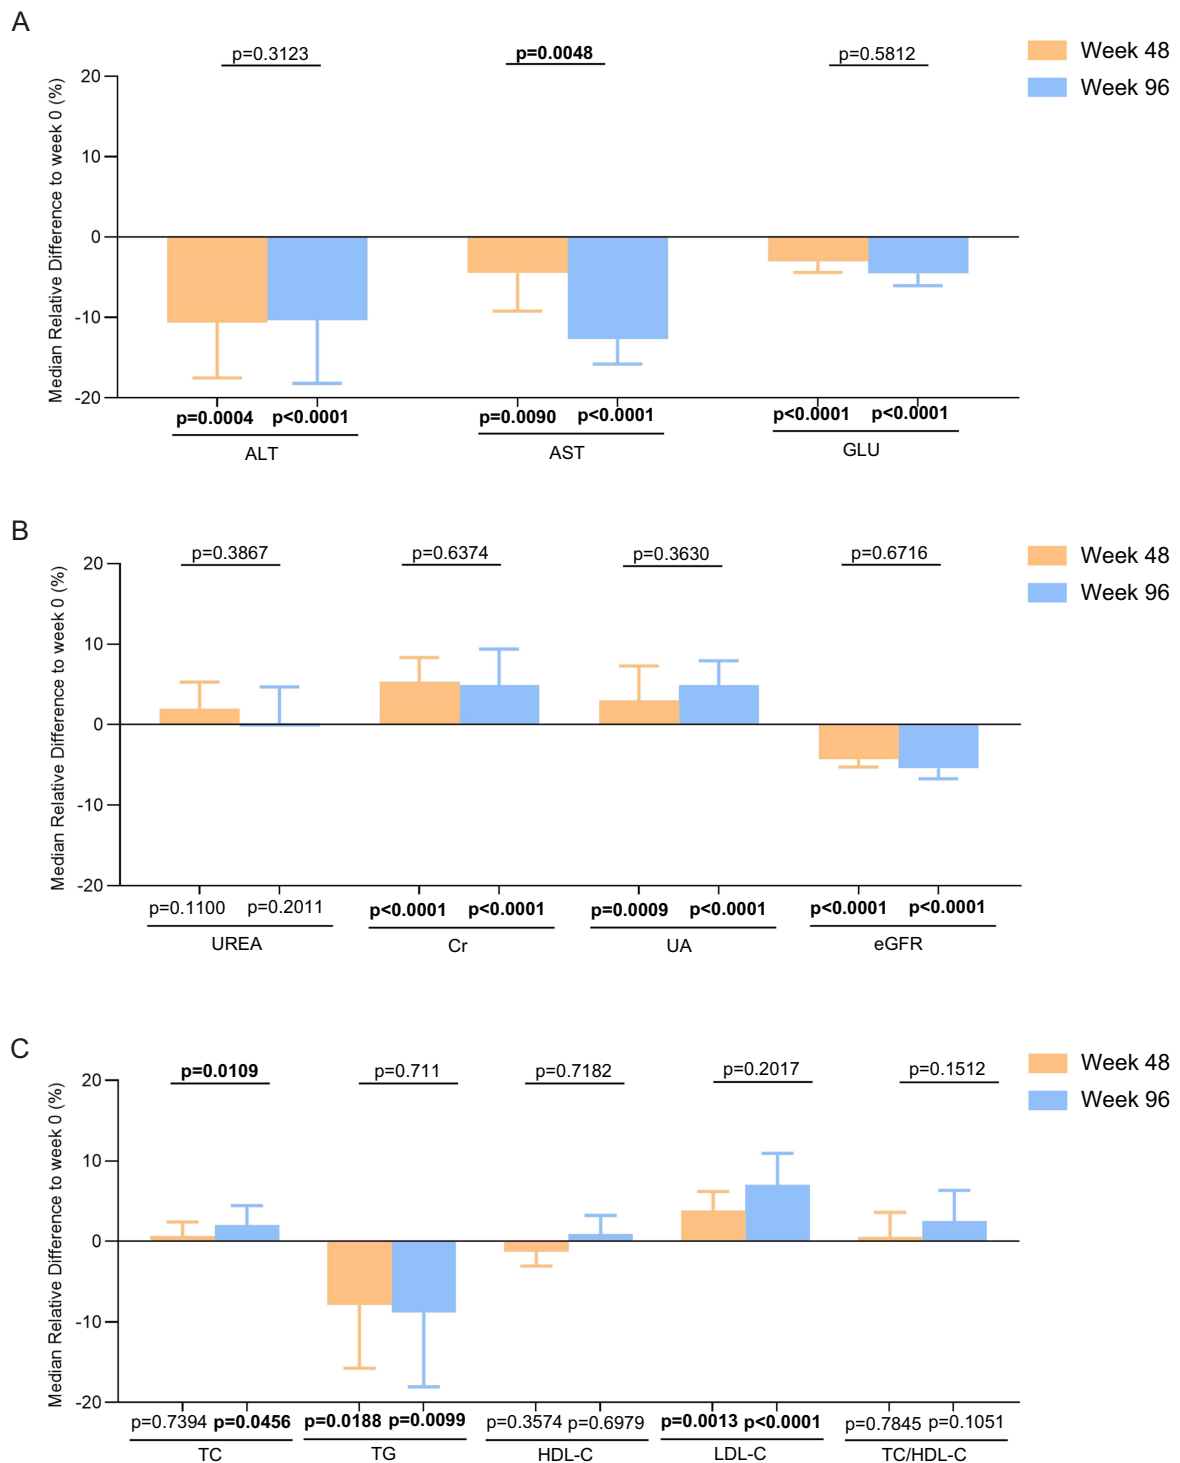 A
p=0.3123 p=0.0048 p=0.5812
Week 48
Week 96
Median Relative Difference to week 0 (%)
20
10
0
-10
-20
p=0.0004 p<0.0001 p=0.0090 p<0.0001 p<0.0001 p<0.0001
ALT AST GLU
B
p=0.3867 p=0.6374 p=0.3630 p=0.6716
Week 48
Week 96
Median Relative Difference to week 0 (%)
20
10
0
-10
-20
p=0.1100 p=0.2011 p<0.0001 p<0.0001 p=0.0009 p<0.0001 p<0.0001 p<0.0001
UREA Cr UA eGFR
C
p=0.0109 p=0.711 p=0.7182 p=0.2017 p=0.1512
Week 48
Week 96
Median Relative Difference to week 0 (%)
20
10
0
-10
-20
p=0.7394 p=0.0456 p=0.0188 p=0.0099 p=0.3574 p=0.6979 p=0.0013 p<0.0001 p=0.7845 p=0.1051
TC TG HDL-C LDL-C TC/HDL-C